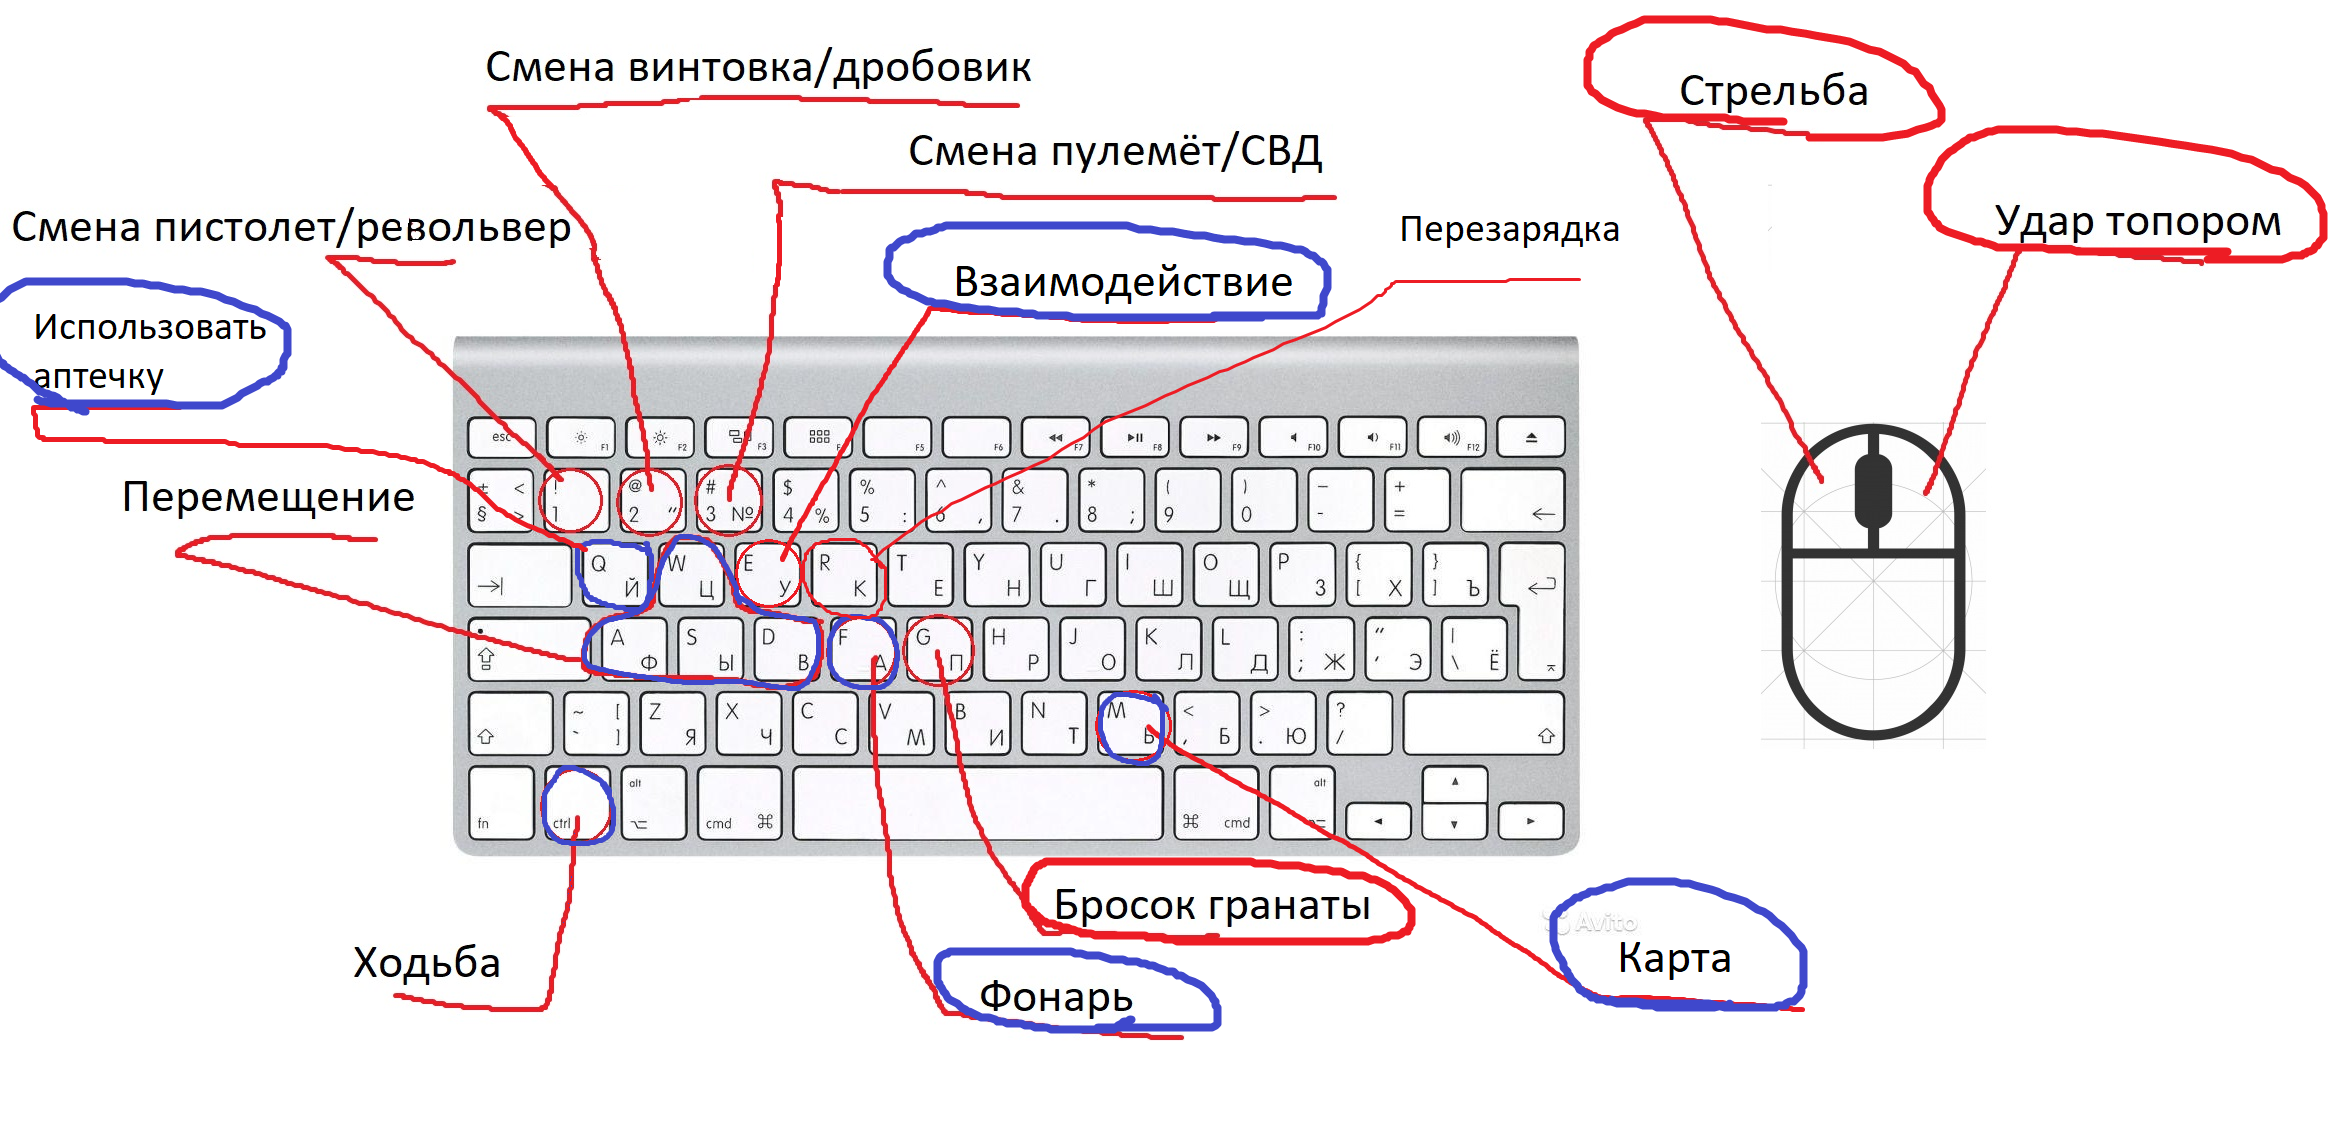 Смена винтовка/дробовик
Стрельба
Смена пулемёт/СВД
Смена пистолет/револьвер
Перезарядка
Удар топором
Взаимодействие
Использовать
аптечку
Перемещение
esc F1 F2 F3 F5 F6 F7 F8 F9 F10 F11 F12
± < ! @ # $ % ^ & * ( ) – +
§ > 1 2 “ 3 № 4 % 5 : 6 , 7 . 8 ; 9 0 - = ←
Q W E R T Y U I O P { }
Й Ц У К Е Н Г Ш Щ З [ Х ] Ъ
A S D F G H J K L : “ |
Ф Ы В А П Р О Л Д ; Ж ‘ Э \ Ё
~ [ Z X C V B N M < > ?
` ] Я Ч С М И Т Ь , Б . Ю /
alt alt
fn ctrl cmd ⌘ ⌘ cmd
Бросок гранаты
Avito
Ходьба
Карта
Фонарь